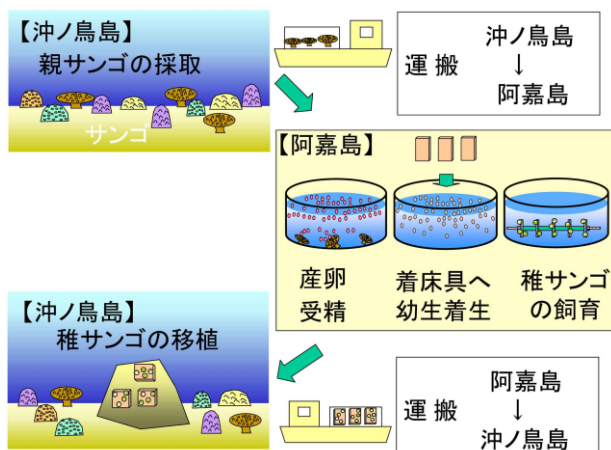 【沖ノ鳥島】
親サンゴの採取
サンゴ
運 搬
沖ノ鳥島
↓
阿嘉島
【阿嘉島】
産卵
受精
着床具へ
幼生着生
稚サンゴ
の飼育
【沖ノ鳥島】
稚サンゴの移植
運 搬
阿嘉島
↓
沖ノ鳥島